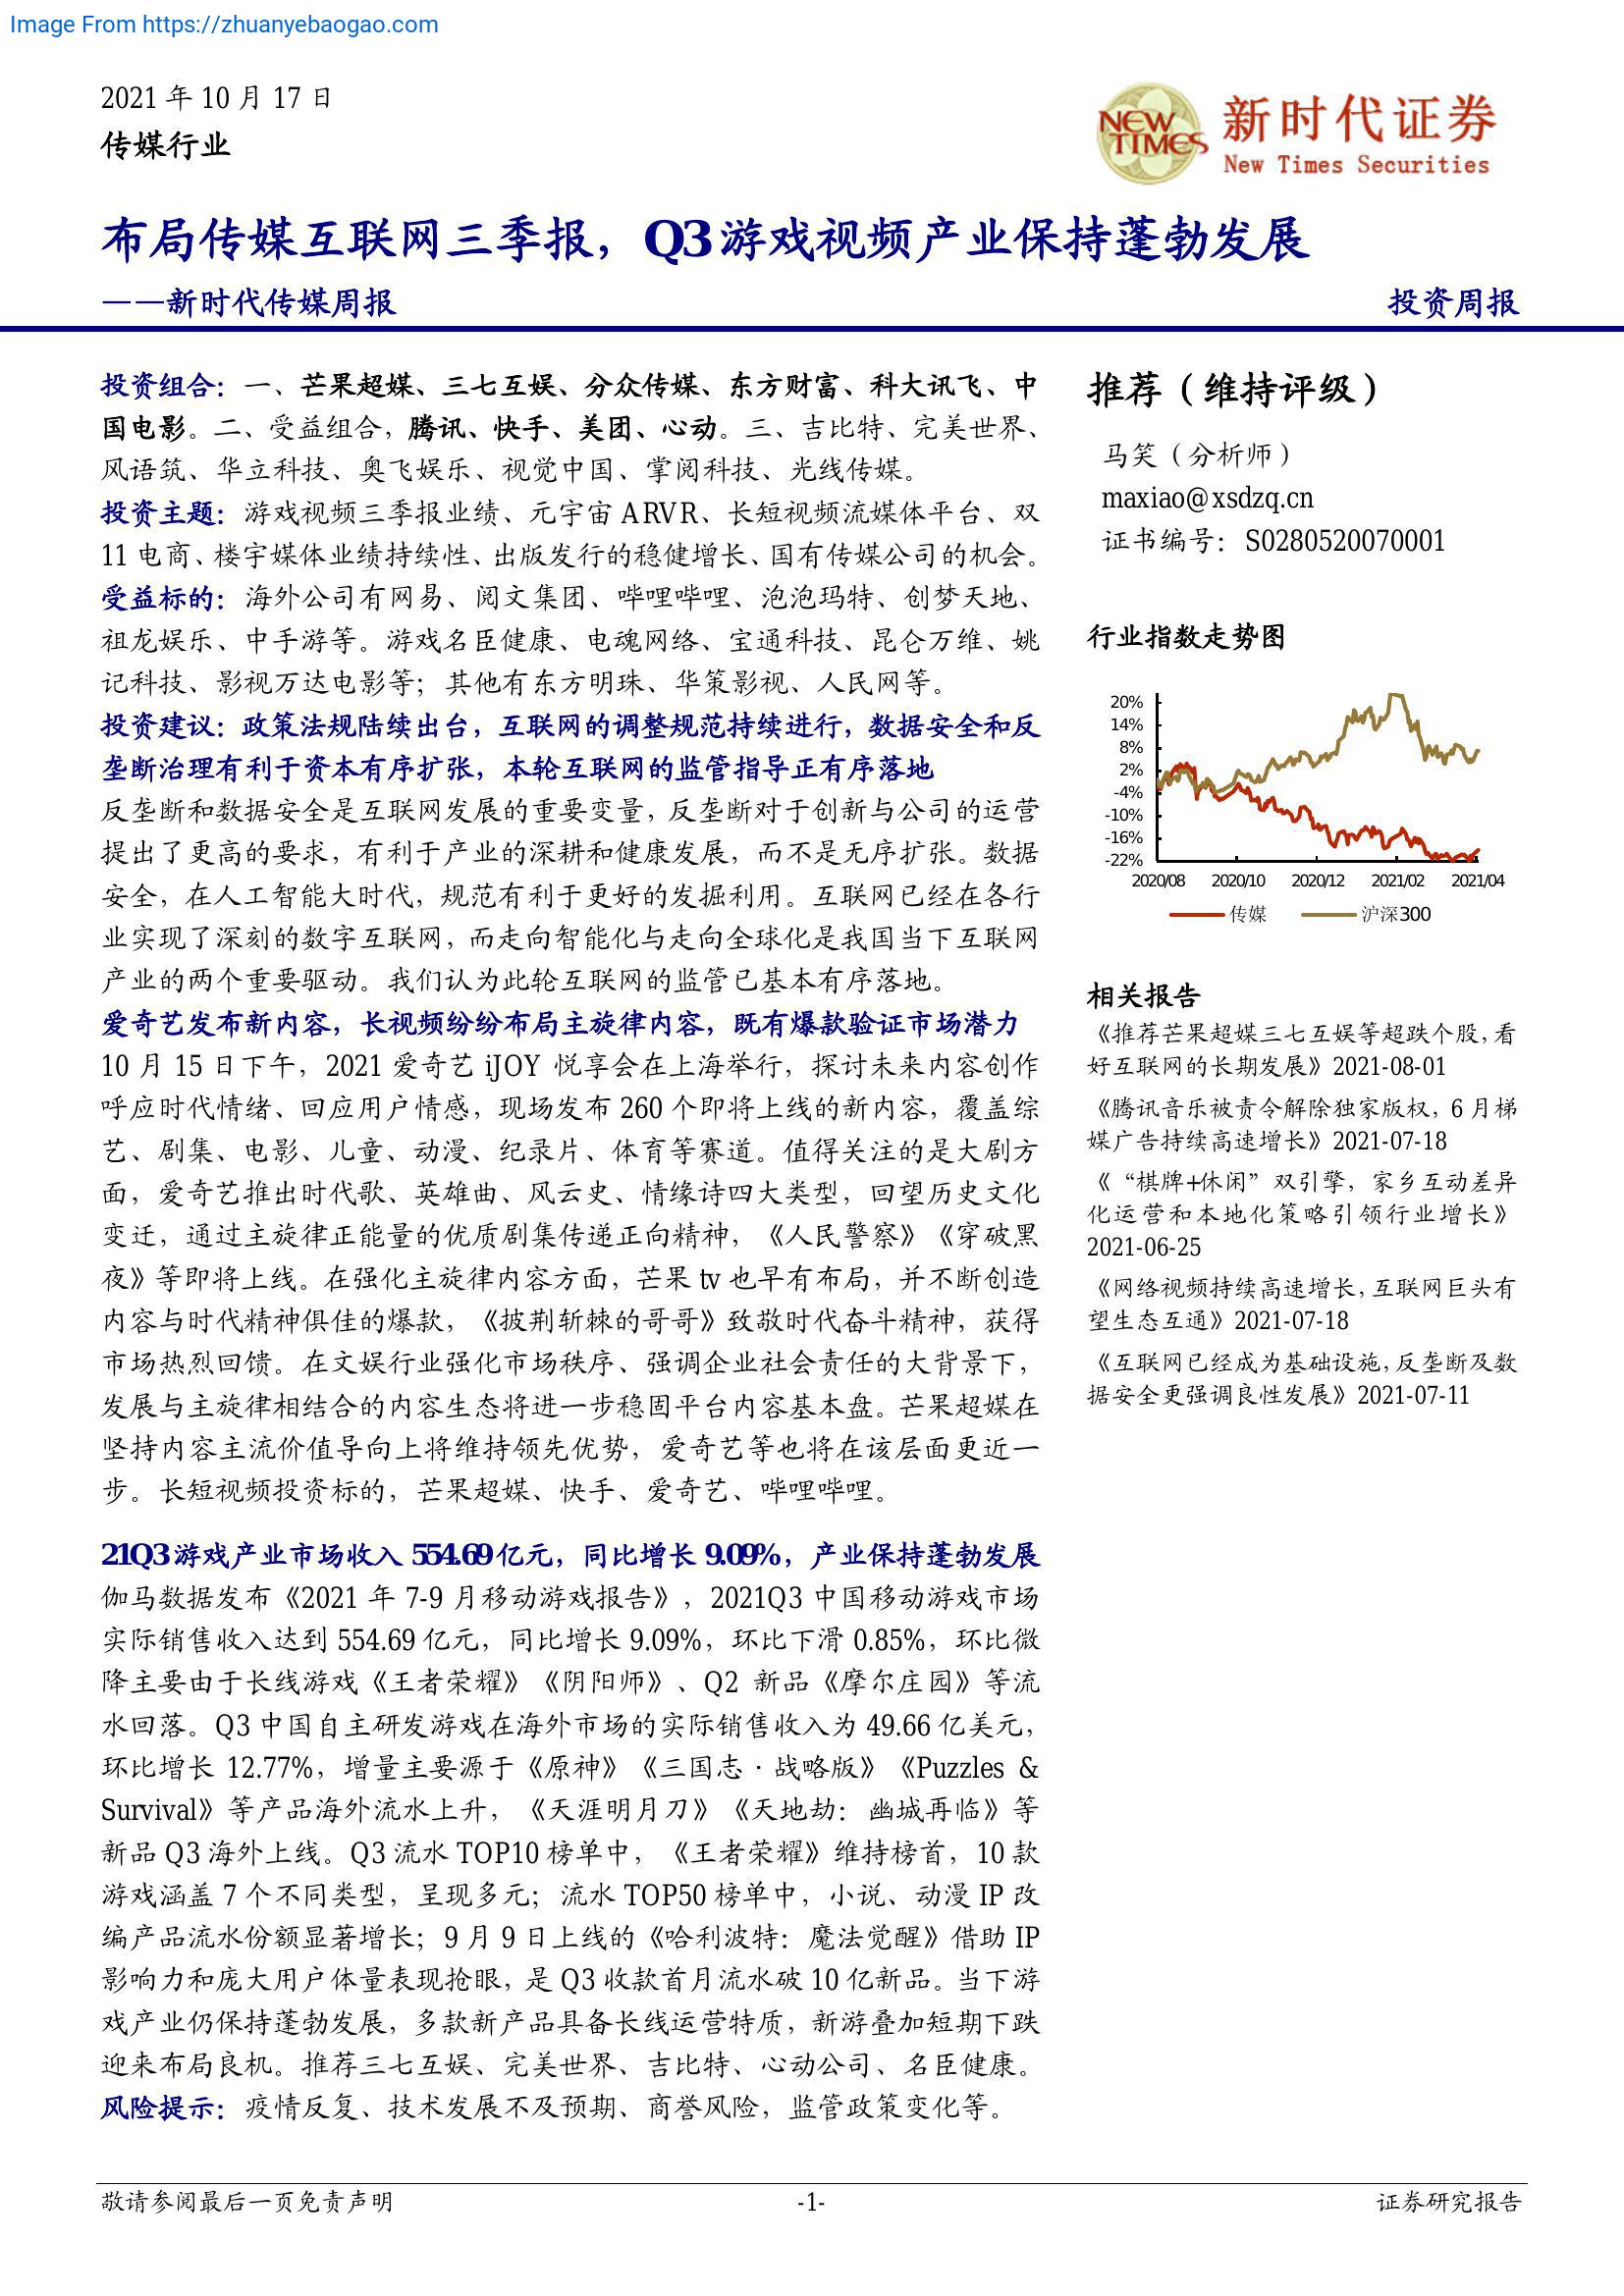 Image From https://zhuanyebaogao.com
2021 年 10 月 17 日
传媒行业
NEW TIMES
新时代证券
New Times Securities
布局传媒互联网三季报，Q3 游戏视频产业保持蓬勃发展
——新时代传媒周报
投资周报
投资组合：一、芒果超媒、三七互娱、分众传媒、东方财富、科大讯飞、中
国电影。二、受益组合，腾讯、快手、美团、心动。三、吉比特、完美世界、
风语筑、华立科技、奥飞娱乐、视觉中国、掌阅科技、光线传媒。
投资主题：游戏视频三季报业绩、元宇宙 ARVR、长短视频流媒体平台、双
11 电商、楼宇媒体业绩持续性、出版发行的稳健增长、国有传媒公司的机会。
受益标的：海外公司有网易、阅文集团、哔哩哔哩、泡泡玛特、创梦天地、
祖龙娱乐、中手游等。游戏名臣健康、电魂网络、宝通科技、昆仑万维、姚
记科技、影视万达电影等；其他有东方明珠、华策影视、人民网等。
投资建议：政策法规陆续出台，互联网的调整规范持续进行，数据安全和反
垄断治理有利于资本有序扩张，本轮互联网的监管指导正有序落地
反垄断和数据安全是互联网发展的重要变量，反垄断对于创新与公司的运营
提出了更高的要求，有利于产业的深耕和健康发展，而不是无序扩张。数据
安全，在人工智能大时代，规范有利于更好的发掘利用。互联网已经在各行
业实现了深刻的数字互联网，而走向智能化与走向全球化是我国当下互联网
产业的两个重要驱动。我们认为此轮互联网的监管已基本有序落地。
爱奇艺发布新内容，长视频纷纷布局主旋律内容，既有爆款验证市场潜力
10 月 15 日下午，2021 爱奇艺 iJOY 悦享会在上海举行，探讨未来内容创作
呼应时代情绪、回应用户情感，现场发布 260 个即将上线的新内容，覆盖综
艺、剧集、电影、儿童、动漫、纪录片、体育等赛道。值得关注的是大剧方
面，爱奇艺推出时代歌、英雄曲、风云史、情缘诗四大类型，回望历史文化
变迁，通过主旋律正能量的优质剧集传递正向精神，《人民警察》《穿破黑
夜》等即将上线。在强化主旋律内容方面，芒果 tv 也早有布局，并不断创造
内容与时代精神俱佳的爆款，《披荆斩棘的哥哥》致敬时代奋斗精神，获得
市场热烈回馈。在文娱行业强化市场秩序、强调企业社会责任的大背景下，
发展与主旋律相结合的内容生态将进一步稳固平台内容基本盘。芒果超媒在
坚持内容主流价值导向上将维持领先优势，爱奇艺等也将在该层面更近一
步。长短视频投资标的，芒果超媒、快手、爱奇艺、哔哩哔哩。
21Q3 游戏产业市场收入 554.69 亿元，同比增长 9.09%，产业保持蓬勃发展
伽马数据发布《2021 年 7-9 月移动游戏报告》，2021Q3 中国移动游戏市场
实际销售收入达到 554.69 亿元，同比增长 9.09%，环比下滑 0.85%，环比微
降主要由于长线游戏《王者荣耀》《阴阳师》、Q2 新品《摩尔庄园》等流
水回落。Q3 中国自主研发游戏在海外市场的实际销售收入为 49.66 亿美元，
环比增长 12.77%，增量主要源于《原神》《三国志·战略版》《Puzzles &
Survival》等产品海外流水上升，《天涯明月刀》《天地劫：幽城再临》等
新品 Q3 海外上线。Q3 流水 TOP10 榜单中，《王者荣耀》维持榜首，10 款
游戏涵盖 7 个不同类型，呈现多元；流水 TOP50 榜单中，小说、动漫 IP 改
编产品流水份额显著增长；9 月 9 日上线的《哈利波特：魔法觉醒》借助 IP
影响力和庞大用户体量表现抢眼，是 Q3 收款首月流水破 10 亿新品。当下游
戏产业仍保持蓬勃发展，多款新产品具备长线运营特质，新游叠加短期下跌
迎来布局良机。推荐三七互娱、完美世界、吉比特、心动公司、名臣健康。
风险提示：疫情反复、技术发展不及预期、商誉风险，监管政策变化等。
推荐（维持评级）
马笑（分析师）
maxiao@xsdzq.cn
证书编号：S0280520070001
行业指数走势图
20%
14%
8%
2%
-4%
-10%
-16%
-22%
2020/08 2020/10 2020/12 2021/02 2021/04
传媒 沪深300
相关报告
《推荐芒果超媒三七互娱等超跌个股，看
好互联网的长期发展》2021-08-01
《腾讯音乐被责令解除独家版权，6 月梯
媒广告持续高速增长》2021-07-18
《“棋牌+休闲”双引擎，家乡互动差异
化运营和本地化策略引领行业增长》
2021-06-25
《网络视频持续高速增长，互联网巨头有
望生态互通》2021-07-18
《互联网已经成为基础设施，反垄断及数
据安全更强调良性发展》2021-07-11
敬请参阅最后一页免责声明
-1-
证券研究报告